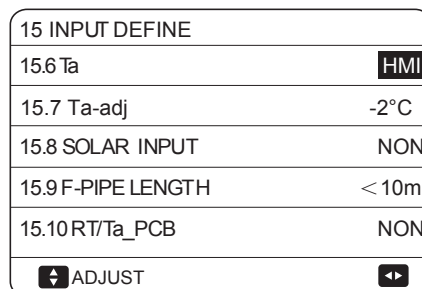 15 INPUT DEFINE
15.6 Ta HMI
15.7 Ta-adj -2°C
15.8 SOLAR INPUT NON
15.9 F-PIPE LENGTH <10m
15.10 RT/Ta_PCB NON
ADJUST